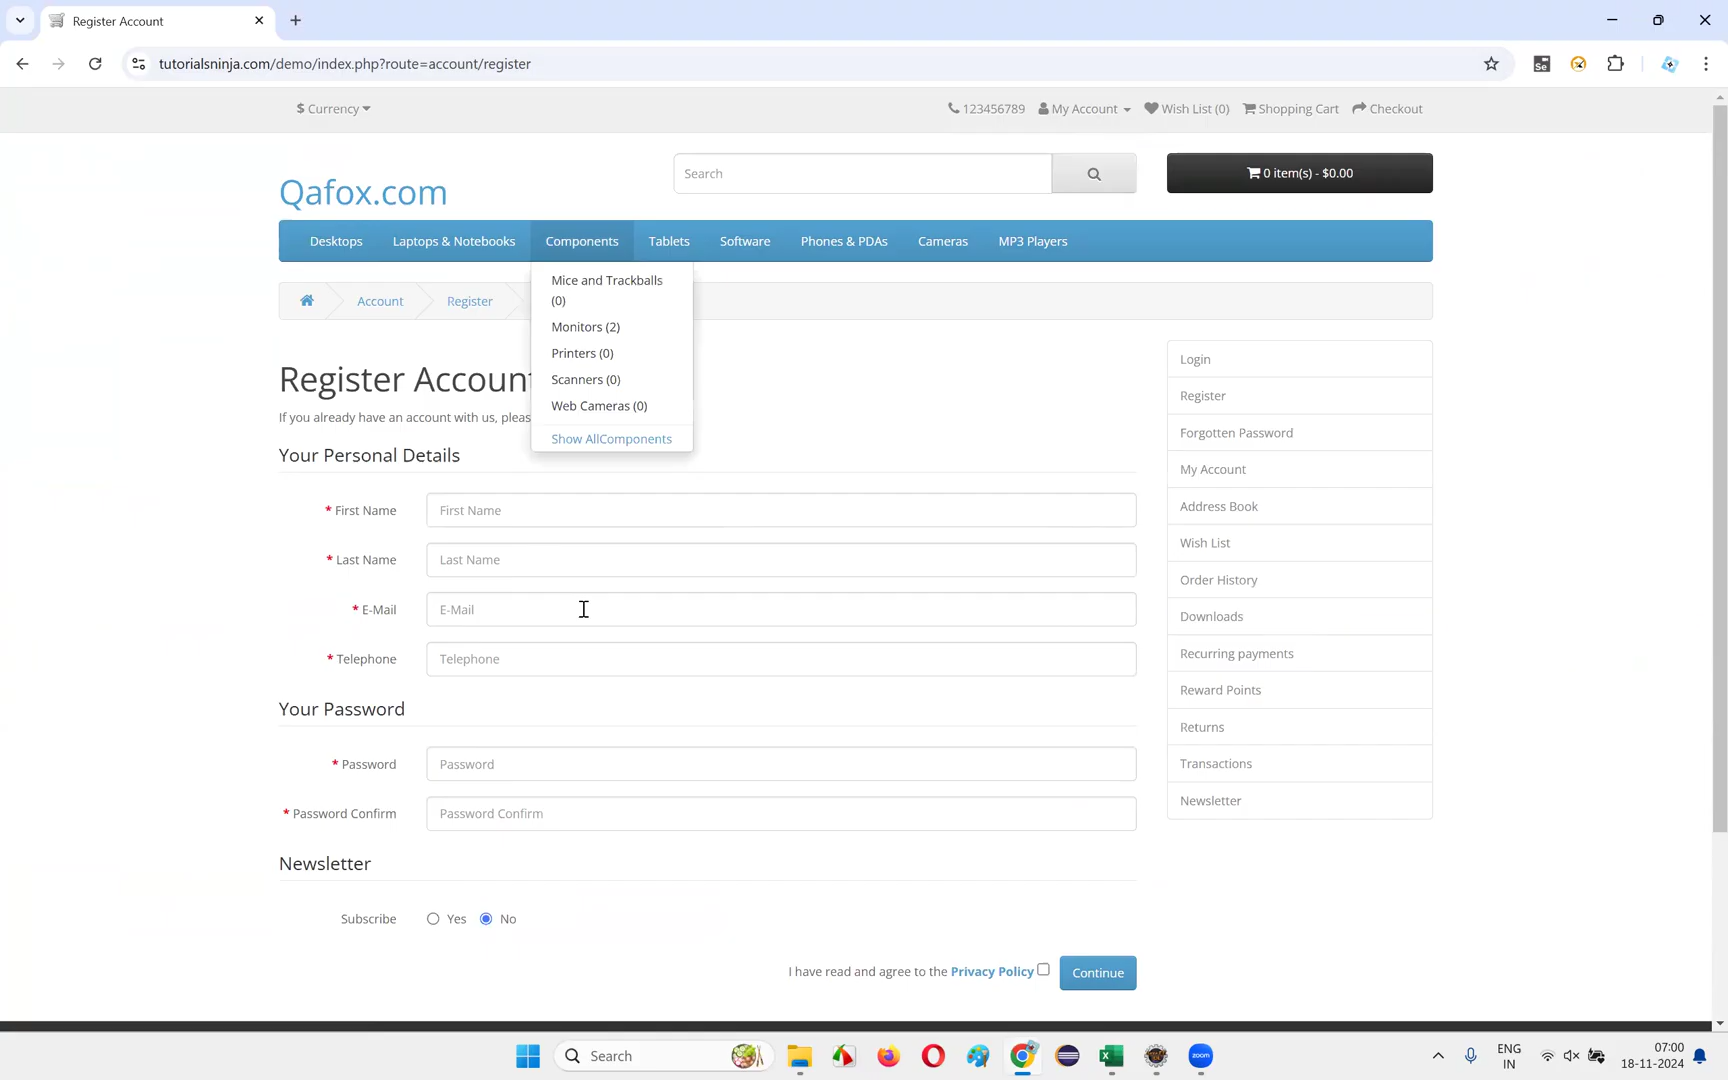 Register Account
tutorialsninja.com/demo/index.php?route=account/register
$ Currency
123456789 My Account Wish List (0) Shopping Cart Checkout
Qafox.com
Search
0 item(s) - $0.00
Desktops Laptops & Notebooks Components Tablets Software Phones & PDAs Cameras MP3 Players
Mice and Trackballs
(0)
Monitors (2)
Printers (0)
Scanners (0)
Web Cameras (0)
Show AllComponents
Account Register
Register Account
If you already have an account with us, pleas
Your Personal Details
* First Name First Name
* Last Name Last Name
* E-Mail E-Mail
* Telephone Telephone
Your Password
* Password Password
* Password Confirm Password Confirm
Newsletter
Subscribe Yes No
I have read and agree to the Privacy Policy Continue
Login
Register
Forgotten Password
My Account
Address Book
Wish List
Order History
Downloads
Recurring payments
Reward Points
Returns
Transactions
Newsletter
Search
zoom
ENG
IN
07:00
18-11-2024